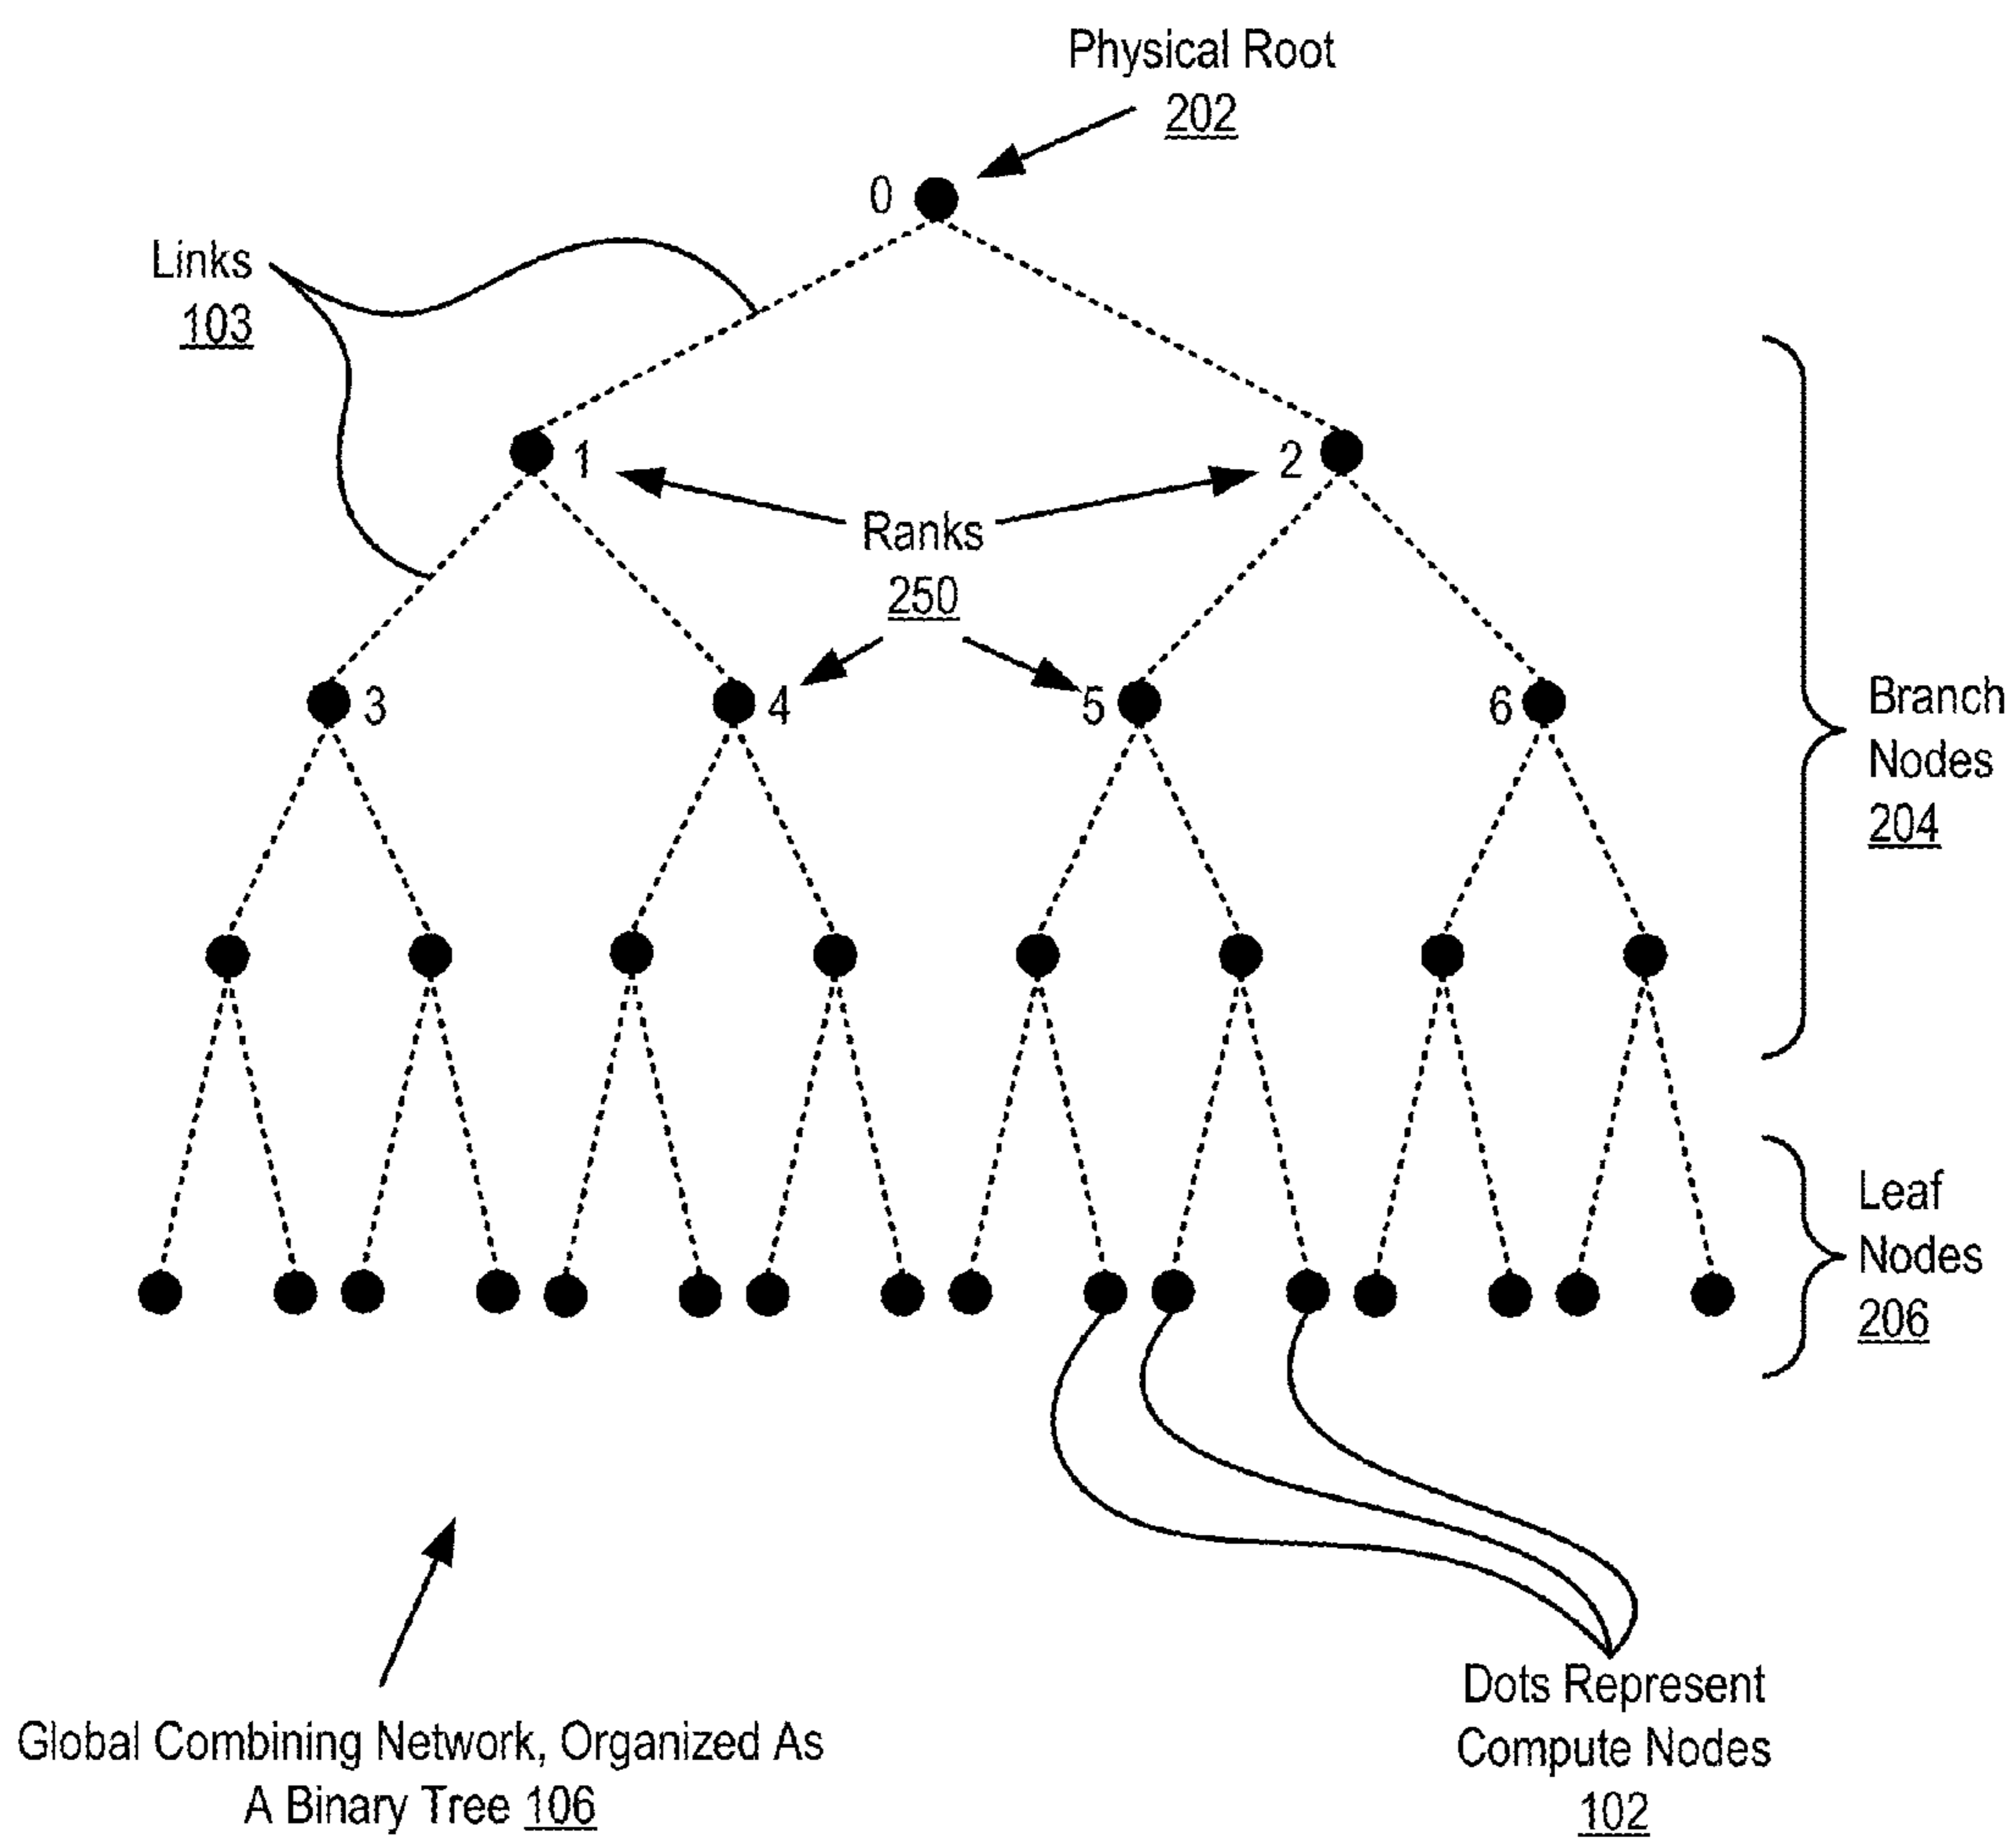 Physical Root
202
0
Links
103
1
2
Ranks
250
3
4
5
6
Branch
Nodes
204
Leaf
Nodes
206
Global Combining Network, Organized As
A Binary Tree 106
Dots Represent
Compute Nodes
102